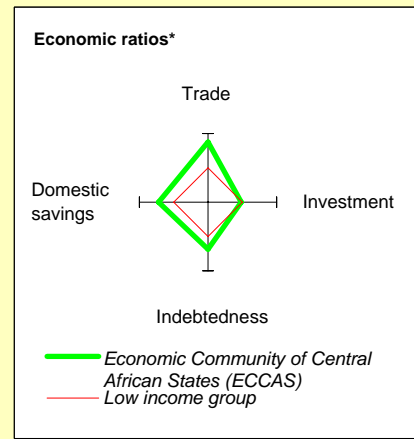 Economic ratios*
Trade
Domestic
savings
Investment
Indebtedness
Economic Community of Central
African States (ECCAS)
Low income group